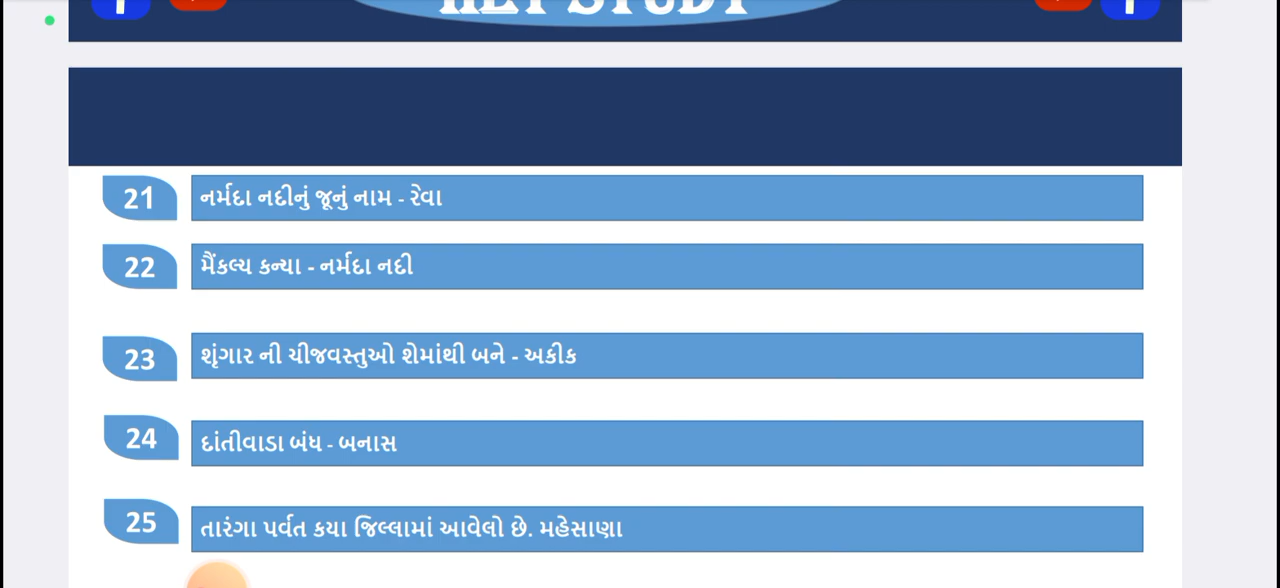 STUDY
21
નર્મદા નદીનું જૂનું નામ - રેવા
22
મૈંકલ્ય કન્યા - નર્મદા નદી
23
શૃંગાર ની ચીજવસ્તુઓ શેમાંથી બને - અકીક
24
દાંતીવાડા બંધ - બનાસ
25
તારંગા પર્વત કયા જિલ્લામાં આવેલો છે. મહેસાણા